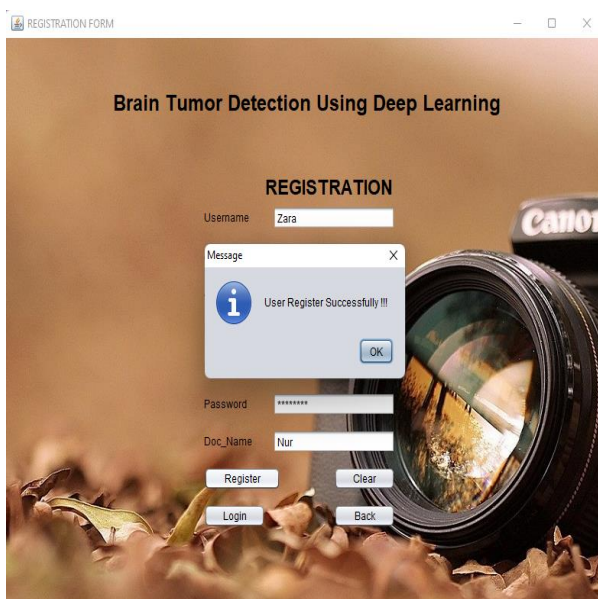 REGISTRATION FORM
Brain Tumor Detection Using Deep Learning
REGISTRATION
Username Zara
Message
User Register Successfully !!!
OK
Password ********
Doc_Name Nur
Register Clear
Login Back